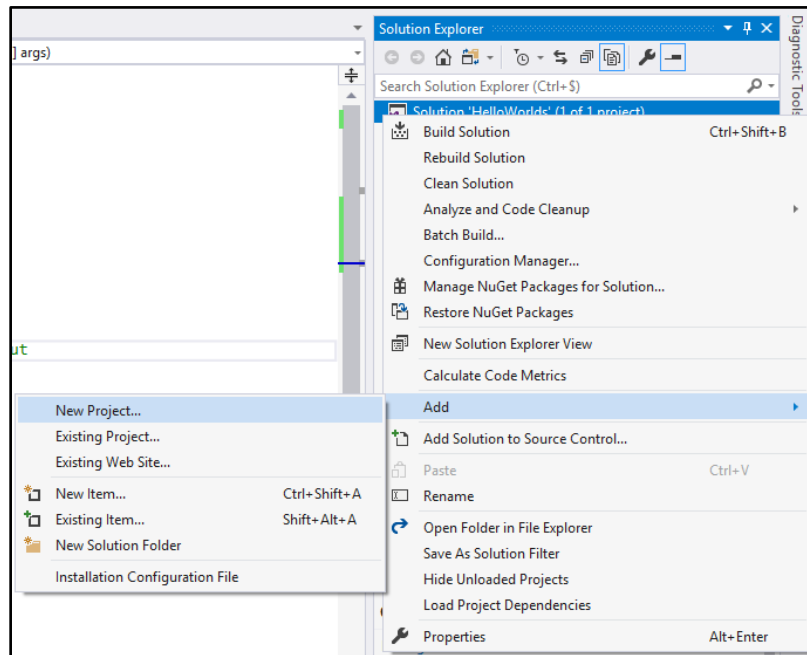 Solution Explorer
] args)
Search Solution Explorer (Ctrl+$)
Solution 'HelloWorlds' (1 of 1 project)
Diagnostic Tools
Build Solution Ctrl+Shift+B
Rebuild Solution
Clean Solution
Analyze and Code Cleanup
Batch Build...
Configuration Manager...
Manage NuGet Packages for Solution...
Restore NuGet Packages
New Solution Explorer View
ut
Calculate Code Metrics
Add
Add Solution to Source Control...
Paste Ctrl+V
Rename
Open Folder in File Explorer
Save As Solution Filter
Hide Unloaded Projects
Load Project Dependencies
Properties Alt+Enter
New Project...
Existing Project...
Existing Web Site...
New Item... Ctrl+Shift+A
Existing Item... Shift+Alt+A
New Solution Folder
Installation Configuration File